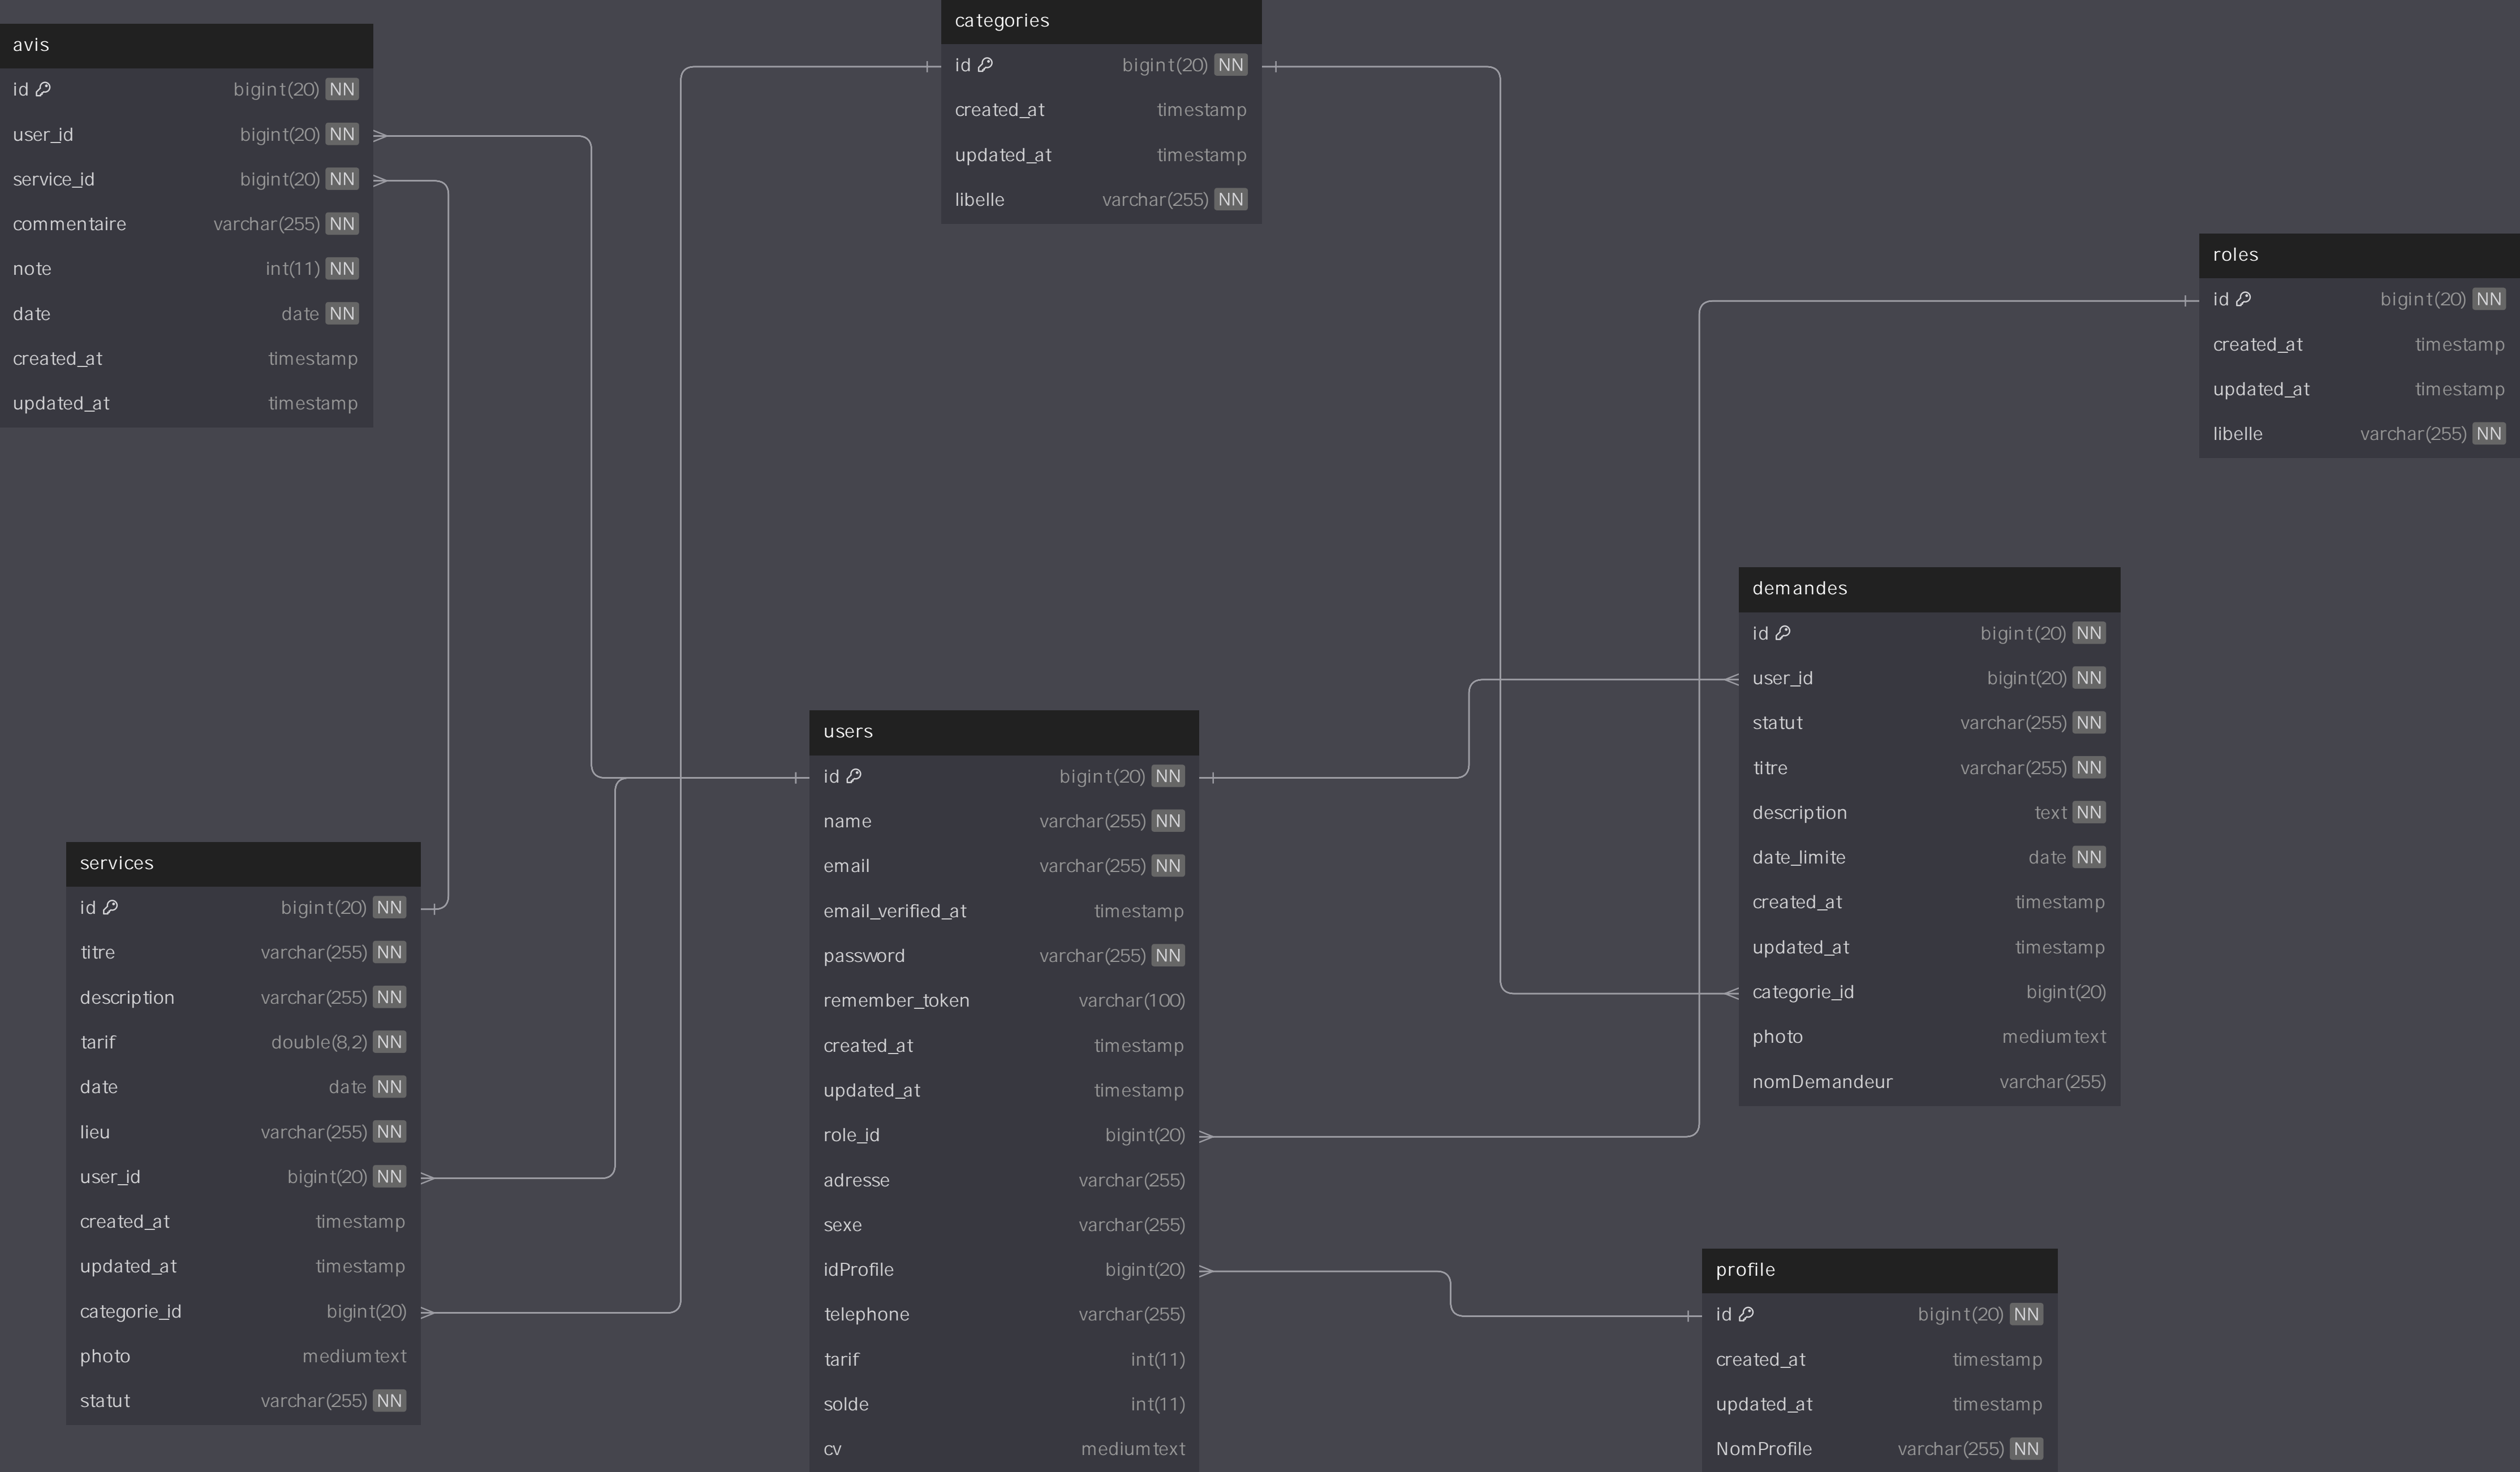 avis
id bigint(20) NN
user_id bigint(20) NN
service_id bigint(20) NN
commentaire varchar(255) NN
note int(11) NN
date date NN
created_at timestamp
updated_at timestamp
categories
id bigint(20) NN
created_at timestamp
updated_at timestamp
libelle varchar(255) NN
roles
id bigint(20) NN
created_at timestamp
updated_at timestamp
libelle varchar(255) NN
demandes
id bigint(20) NN
user_id bigint(20) NN
statut varchar(255) NN
titre varchar(255) NN
description text NN
date_limite date NN
created_at timestamp
updated_at timestamp
categorie_id bigint(20)
photo mediumtext
nomDemandeur varchar(255)
users
id bigint(20) NN
name varchar(255) NN
email varchar(255) NN
email_verified_at timestamp
password varchar(255) NN
remember_token varchar(100)
created_at timestamp
updated_at timestamp
role_id bigint(20)
adresse varchar(255)
sexe varchar(255)
idProfile bigint(20)
telephone varchar(255)
tarif int(11)
solde int(11)
cv mediumtext
services
id bigint(20) NN
titre varchar(255) NN
description varchar(255) NN
tarif double(8,2) NN
date date NN
lieu varchar(255) NN
user_id bigint(20) NN
created_at timestamp
updated_at timestamp
categorie_id bigint(20)
photo mediumtext
statut varchar(255) NN
profile
id bigint(20) NN
created_at timestamp
updated_at timestamp
NomProfile varchar(255) NN